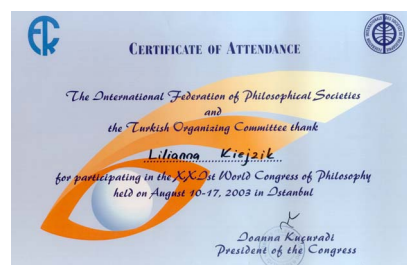 CERTIFICATE OF ATTENDANCE
The International Federation of Philosophical Societies
and
the Turkish Organizing Committee thank
Lilianna Kiejzik
for participating in the XXIst World Congress of Philosophy
held on August 10-17, 2003 in Istanbul
Ioanna Kuçuradi
President of the Congress